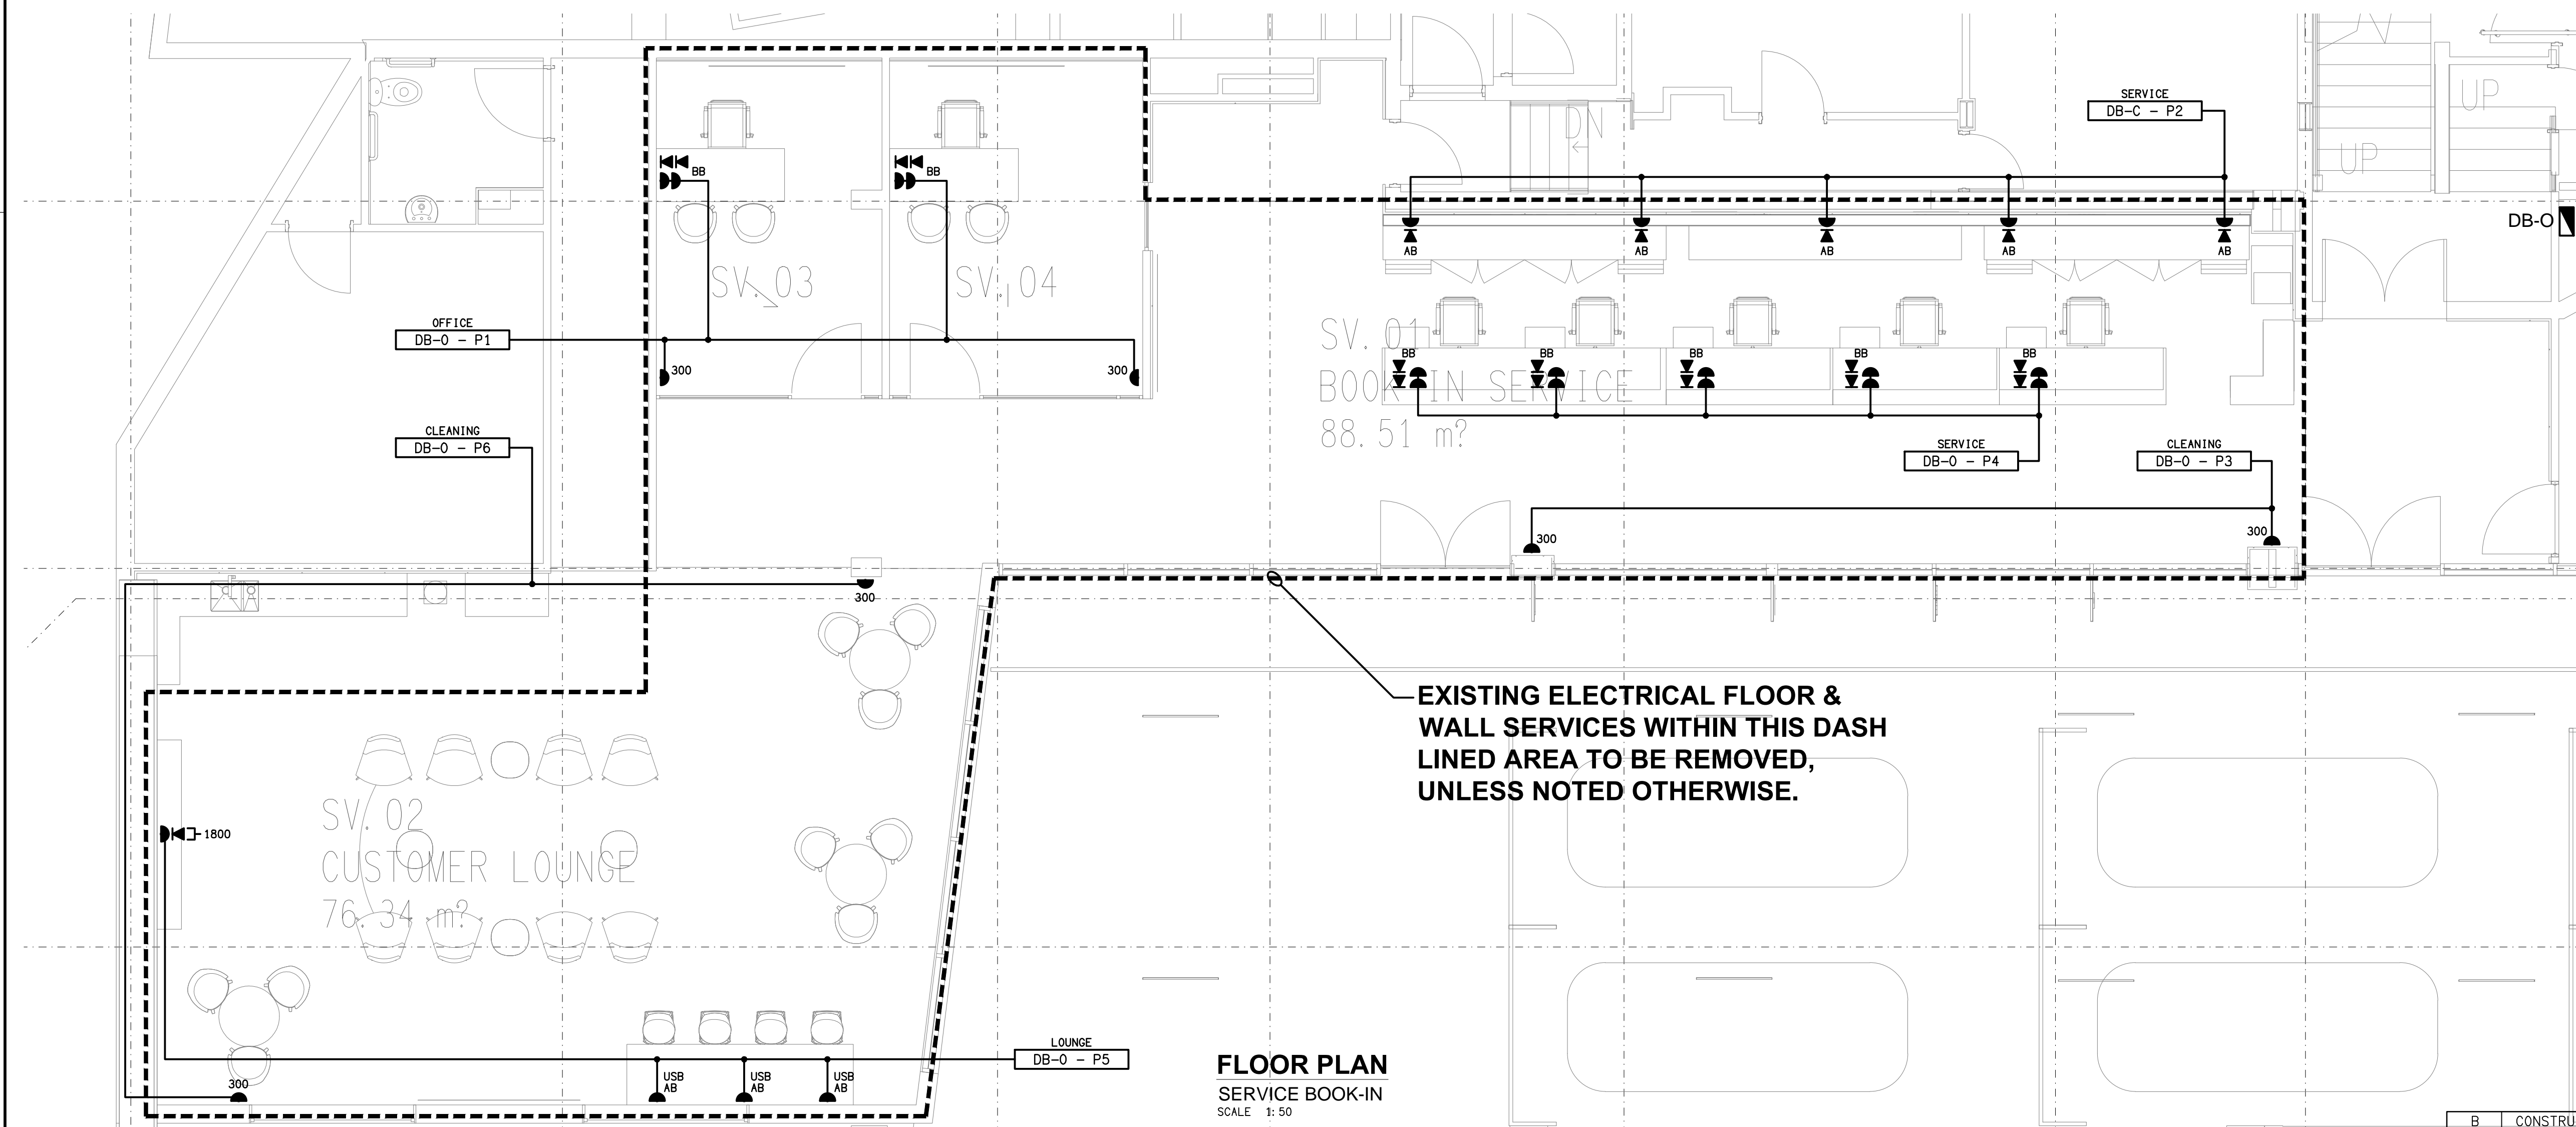 UP
SERVICE
DB-C - P2
DN
UP
BB
BB
DB-O
AB
AB
AB
AB
AB
SV. 03
SV. 04
OFFICE
DB-O - P1
SV. 01
BOOK IN SERVICE
88.51 m?
BB
BB
BB
BB
BB
300
300
CLEANING
DB-O - P6
SERVICE
DB-O - P4
CLEANING
DB-O - P3
300
300
300
EXISTING ELECTRICAL FLOOR &
WALL SERVICES WITHIN THIS DASH
LINED AREA TO BE REMOVED,
UNLESS NOTED OTHERWISE.
1800
SV. 02
CUSTOMER LOUNGE
76.34 m?
LOUNGE
DB-O - P5
USB
AB
USB
AB
USB
AB
300
FLOOR PLAN
SERVICE BOOK-IN
SCALE 1:50
B CONSTRU